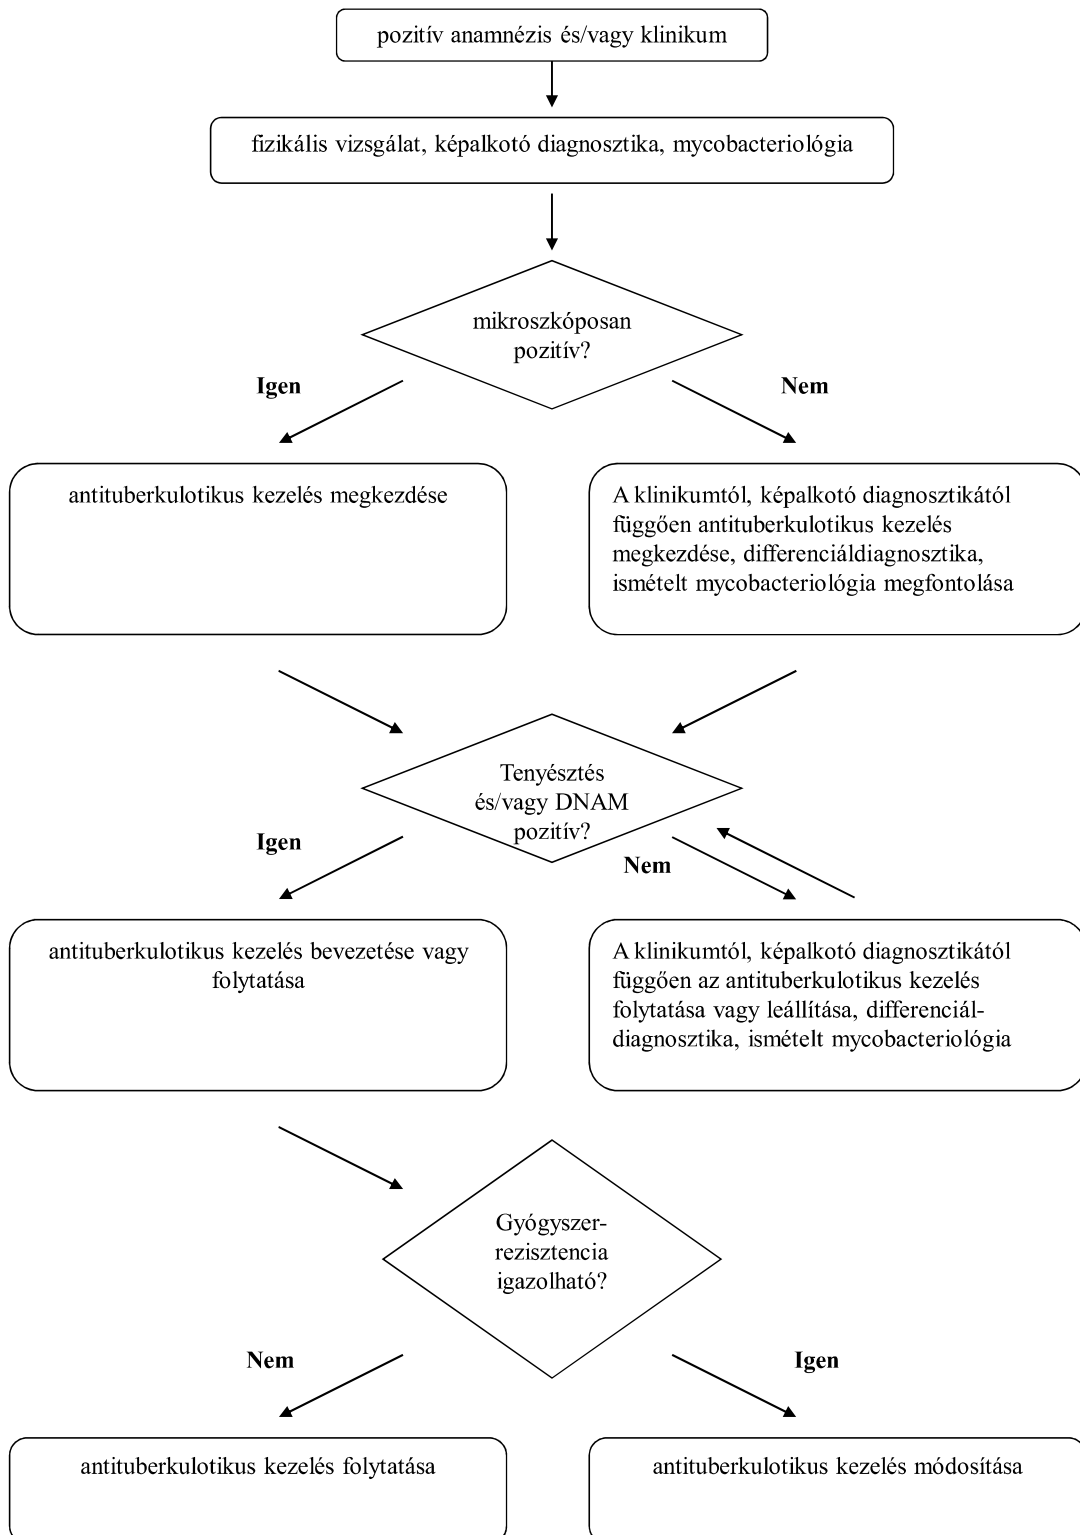 pozitív anamnézis és/vagy klinikum
fizikális vizsgálat, képalkotó diagnosztika, mycobacteriológia
mikroszkóposan
pozitív?
Igen
Nem
antituberkulotikus kezelés megkezdése
A klinikumtól, képalkotó diagnosztikától
függően antituberkulotikus kezelés
megkezdése, differenciáldiagnosztika,
ismételt mycobacteriológia megfontolása
Tenyésztés
és/vagy DNAM
pozitív?
Igen
Nem
antituberkulotikus kezelés bevezetése vagy
folytatása
A klinikumtól, képalkotó diagnosztikától
függően az antituberkulotikus kezelés
folytatása vagy leállítása, differenciál-
diagnosztika, ismételt mycobacteriológia
Gyógyszer-
rezisztencia
igazolható?
Nem
Igen
antituberkulotikus kezelés folytatása
antituberkulotikus kezelés módosítása